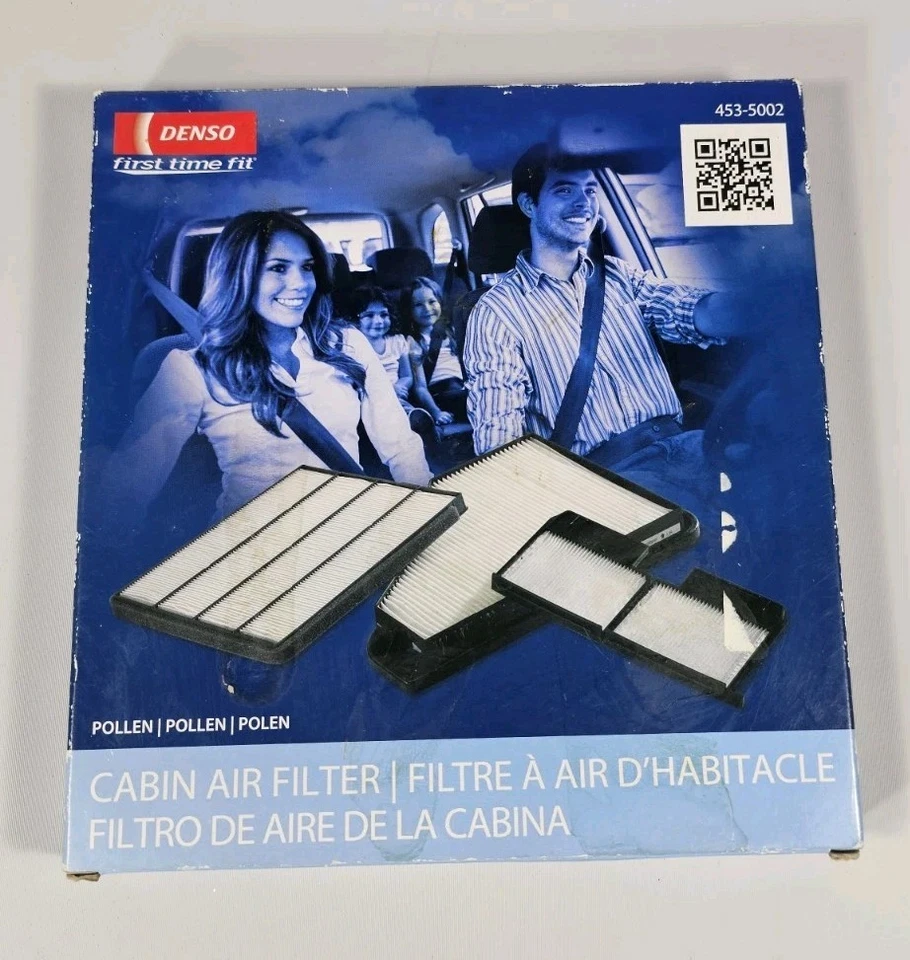 DENSO
first time fit®
453-5002
POLLEN | POLLEN | POLEN
CABIN AIR FILTER | FILTRE À AIR D'HABITACLE
FILTRO DE AIRE DE LA CABINA